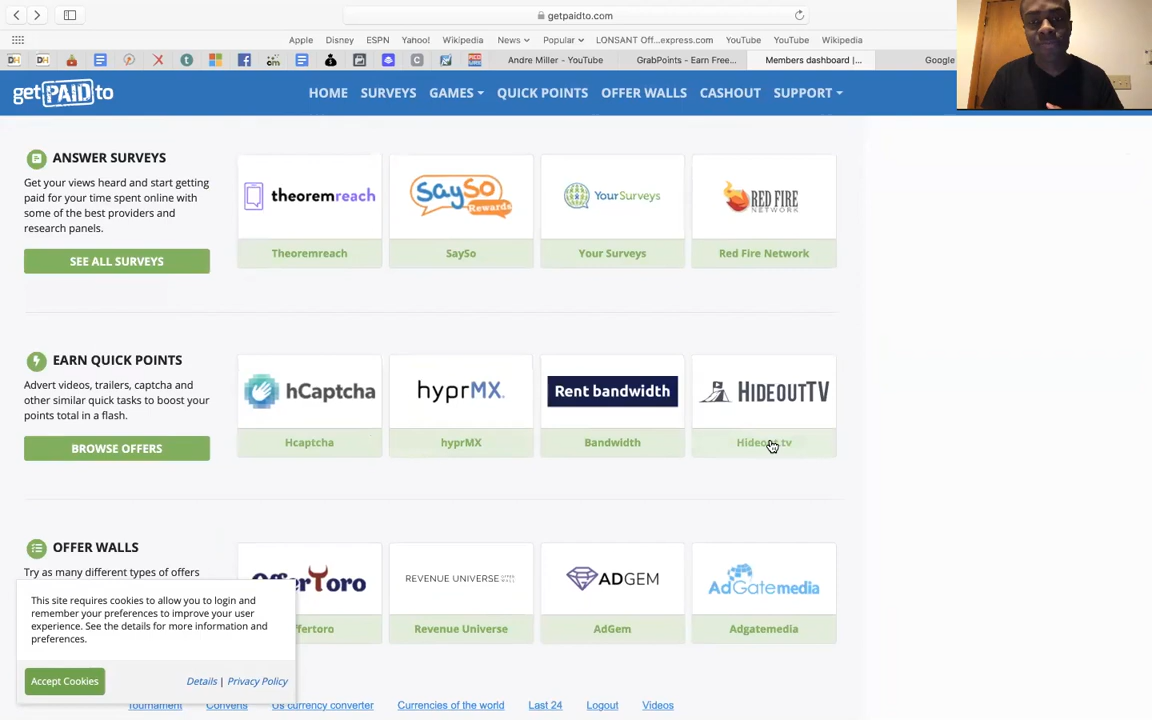 getpaidto.com
Apple Disney ESPN Yahoo! Wikipedia News Popular LONSANT Off...express.com YouTube YouTube Wikipedia
DH DH Andre Miller - YouTube GrabPoints - Earn Free... Members dashboard |... Google
getPAIDto HOME SURVEYS GAMES QUICK POINTS OFFER WALLS CASHOUT SUPPORT
ANSWER SURVEYS
Get your views heard and start getting
paid for your time spent online with
some of the best providers and
research panels.
SEE ALL SURVEYS
theoremreach SaySo Rewards YourSurveys RED FIRE NETWORK
Theoremreach SaySo Your Surveys Red Fire Network
EARN QUICK POINTS
Advert videos, trailers, captcha and
other similar quick tasks to boost your
points total in a flash.
BROWSE OFFERS
hCaptcha hyprMX. Rent bandwidth HIDEOUTTV
Hcaptcha hyprMX Bandwidth Hideout.tv
OFFER WALLS
Try as many different types of offers
OfferToro REVENUE UNIVERSE ADGEM AdGatemedia
ffertoro Revenue Universe AdGem Adgatemedia
This site requires cookies to allow you to login and
remember your preferences to improve your user
experience. See the details for more information and
preferences.
Accept Cookies Details | Privacy Policy
Tournament Convers Us currency converter Currencies of the world Last 24 Logout Videos